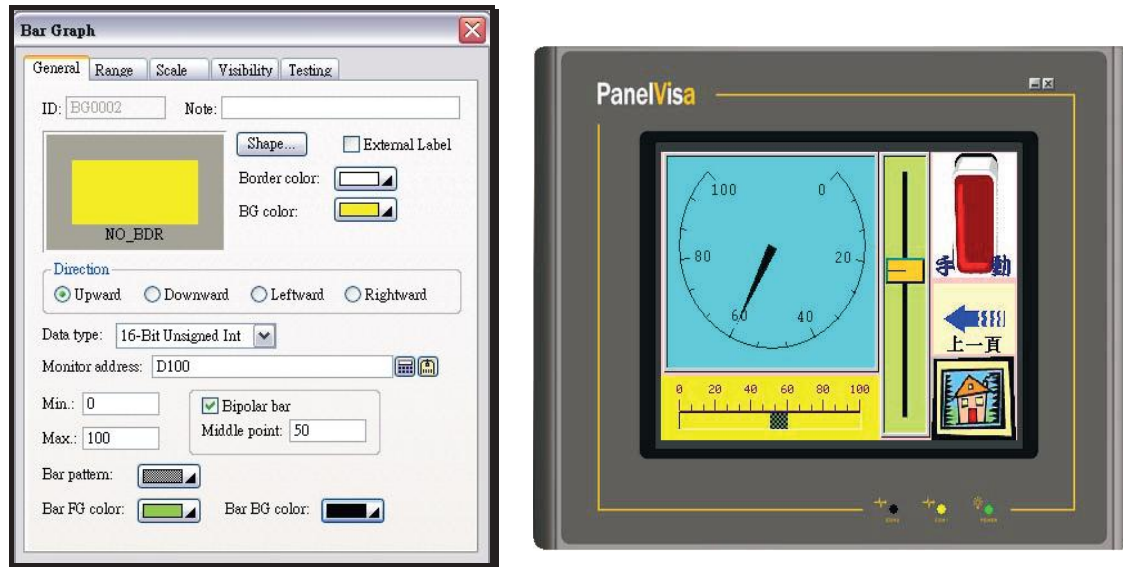 Bar Graph
General Range Scale Visibility Testing
ID: BG0002 Note:
Shape... External Label
Border color:
BG color:
NO_BDR
Direction
Upward Downward Leftward Rightward
Data type: 16-Bit Unsigned Int
Monitor address: D100
Min.: 0
Bipolar bar
Max.: 100
Middle point: 50
Bar pattern:
Bar FG color: Bar BG color:
PanelVisa
100 0
80 20
60 40
手 動
上一頁
0 20 40 60 80 100
POWER